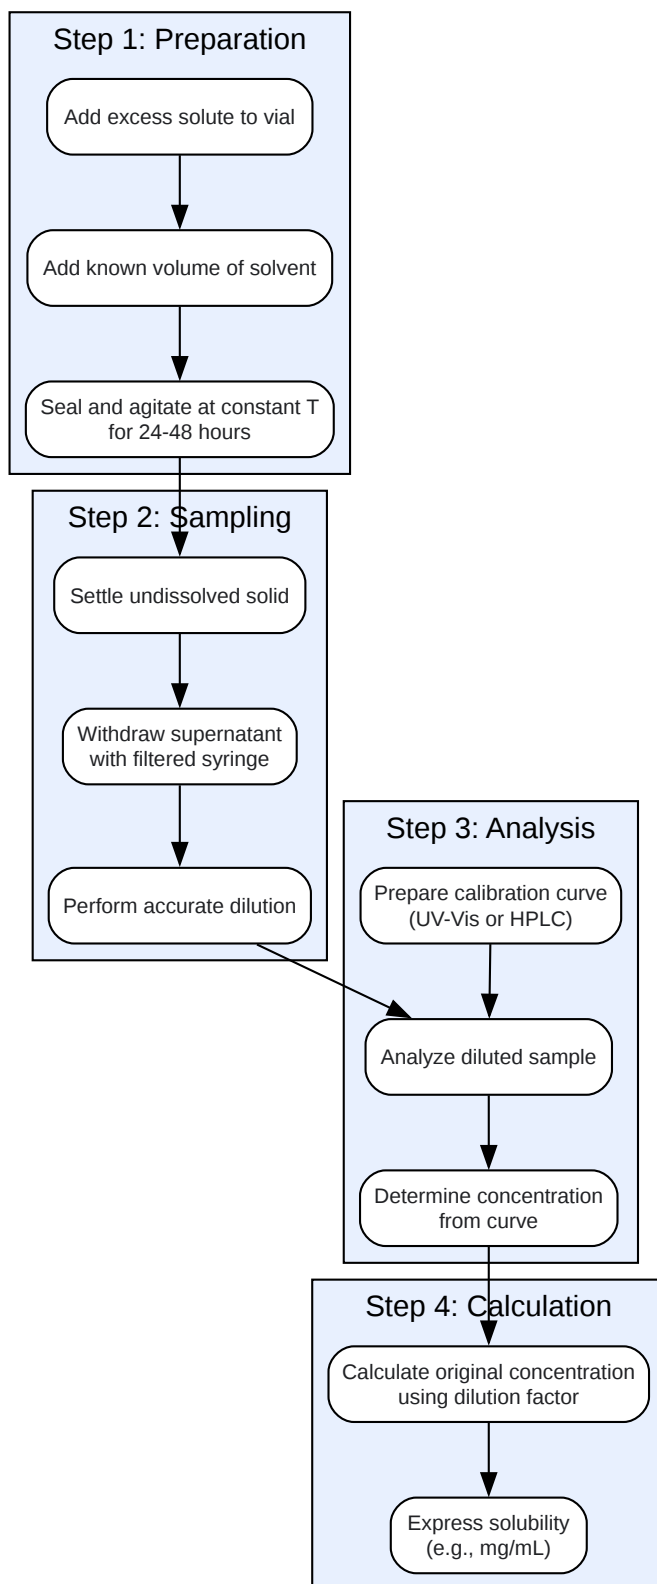 Step 1: Preparation
Add excess solute to vial
Add known volume of solvent
Seal and agitate at constant T
for 24-48 hours
Step 2: Sampling
Settle undissolved solid
Withdraw supernatant
with filtered syringe
Perform accurate dilution
Step 3: Analysis
Prepare calibration curve
(UV-Vis or HPLC)
Analyze diluted sample
Determine concentration
from curve
Step 4: Calculation
Calculate original concentration
using dilution factor
Express solubility
(e.g., mg/mL)